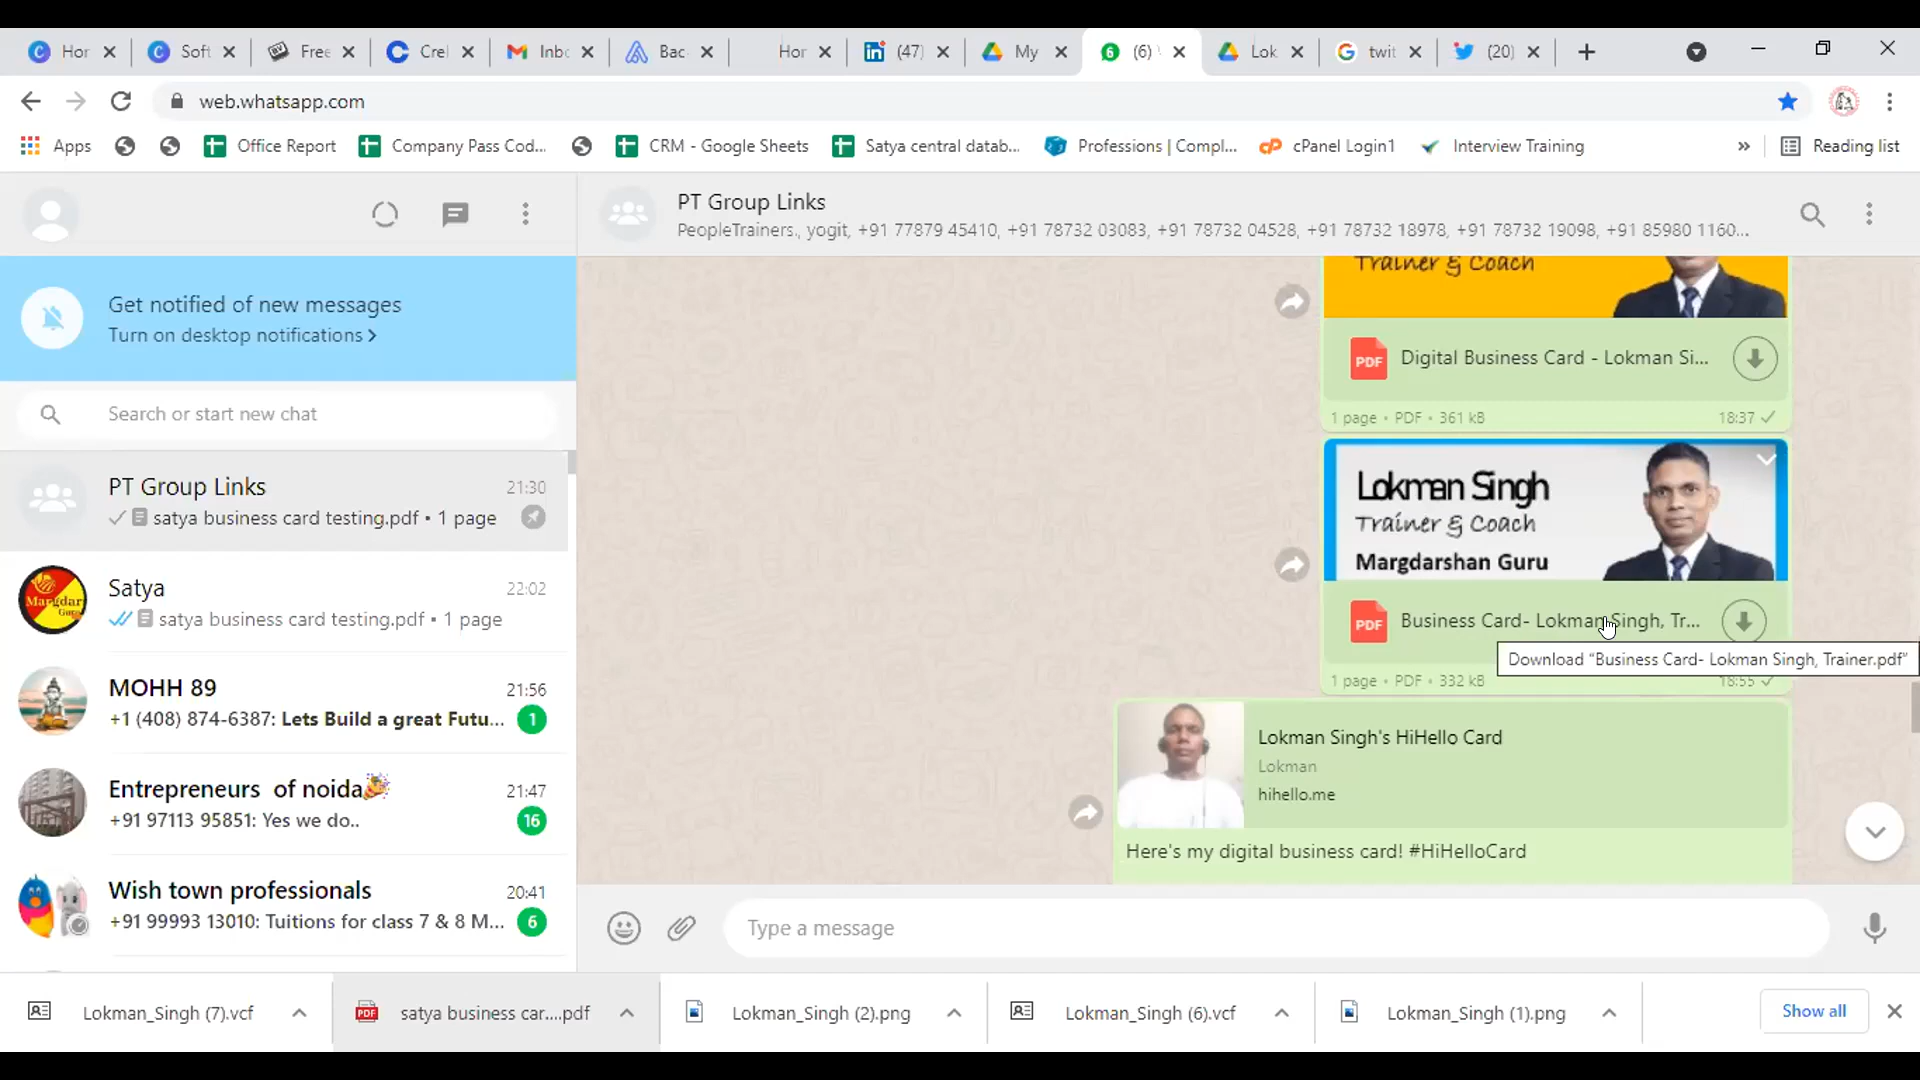 Hor
Soft
Free
Crel
Inbo
Bac
Hor
(47)
My
(6)
Lok
twit
(20)
web.whatsapp.com
Apps
Office Report
Company Pass Cod...
CRM - Google Sheets
Satya central datab...
Professions | Compl...
cPanel Login1
Interview Training
»
Reading list
PT Group Links
PeopleTrainers., yogit, +91 77879 45410, +91 78732 03083, +91 78732 04528, +91 78732 18978, +91 78732 19098, +91 85980 1160...
Get notified of new messages
Turn on desktop notifications >
Search or start new chat
PT Group Links
21:30
satya business card testing.pdf • 1 page
Satya
22:02
satya business card testing.pdf • 1 page
MOHH 89
21:56
+1 (408) 874-6387: Lets Build a great Futu...
1
Entrepreneurs of noida🎉
21:47
+91 97113 95851: Yes we do..
16
Wish town professionals
20:41
+91 99993 13010: Tuitions for class 7 & 8 M...
6
Trainer & Coach
PDF
Digital Business Card - Lokman Si...
1 page • PDF • 361 kB
18:37
Lokman Singh
Trainer & Coach
Margdarshan Guru
PDF
Business Card- Lokman Singh, Tr...
Download “Business Card- Lokman Singh, Trainer.pdf”
1 page • PDF • 332 kB
18:55
Lokman Singh's HiHello Card
Lokman
hihello.me
Here's my digital business card! #HiHelloCard
Type a message
Lokman_Singh (7).vcf
PDF
satya business car....pdf
Lokman_Singh (2).png
Lokman_Singh (6).vcf
Lokman_Singh (1).png
Show all